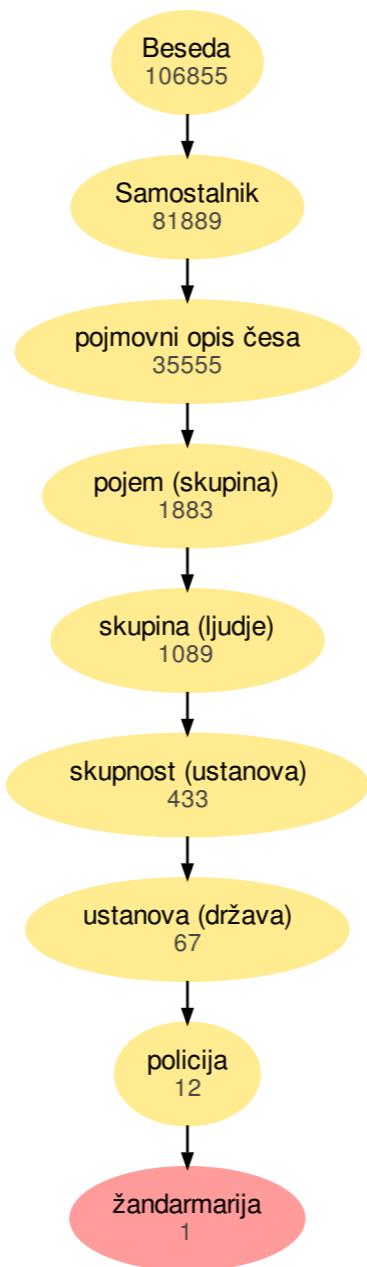 Beseda
106855
Samostalnik
81889
pojmovni opis česa
35555
pojem (skupina)
1883
skupina (ljudje)
1089
skupnost (ustanova)
433
ustanova (država)
67
policija
12
žandarmarija
1